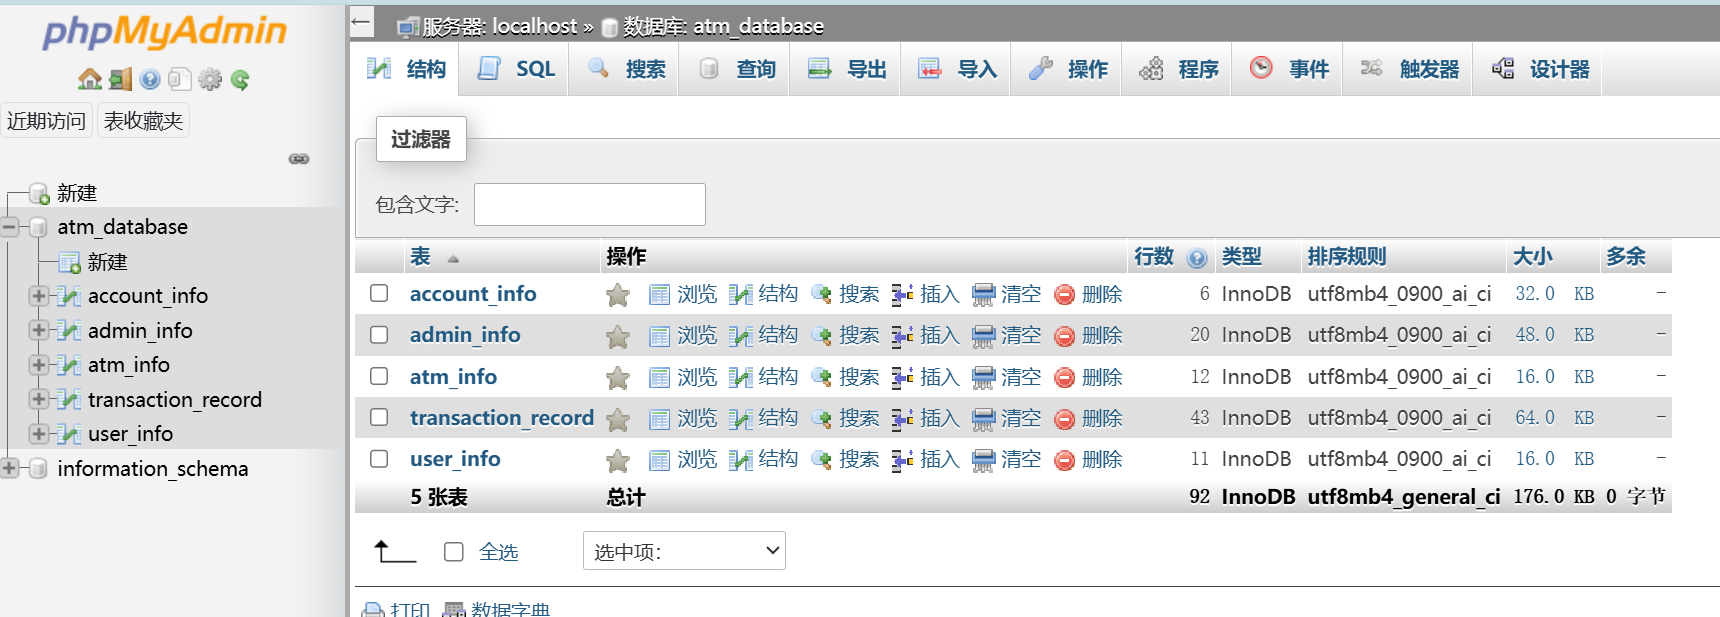 phpMyAdmin
近期访问 表收藏夹
新建
atm_database
新建
account_info
admin_info
atm_info
transaction_record
user_info
information_schema
服务器: localhost » 数据库: atm_database
结构 SQL 搜索 查询 导出 导入 操作 程序 事件 触发器 设计器
过滤器
包含文字:
表 操作 行数 类型 排序规则 大小 多余
account_info 浏览 结构 搜索 插入 清空 删除 6 InnoDB utf8mb4_0900_ai_ci 32.0 KB -
admin_info 浏览 结构 搜索 插入 清空 删除 20 InnoDB utf8mb4_0900_ai_ci 48.0 KB -
atm_info 浏览 结构 搜索 插入 清空 删除 12 InnoDB utf8mb4_0900_ai_ci 16.0 KB -
transaction_record 浏览 结构 搜索 插入 清空 删除 43 InnoDB utf8mb4_0900_ai_ci 64.0 KB -
user_info 浏览 结构 搜索 插入 清空 删除 11 InnoDB utf8mb4_0900_ai_ci 16.0 KB -
5 张表 总计 92 InnoDB utf8mb4_general_ci 176.0 KB 0 字节
全选 选中项:
打印 数据字典